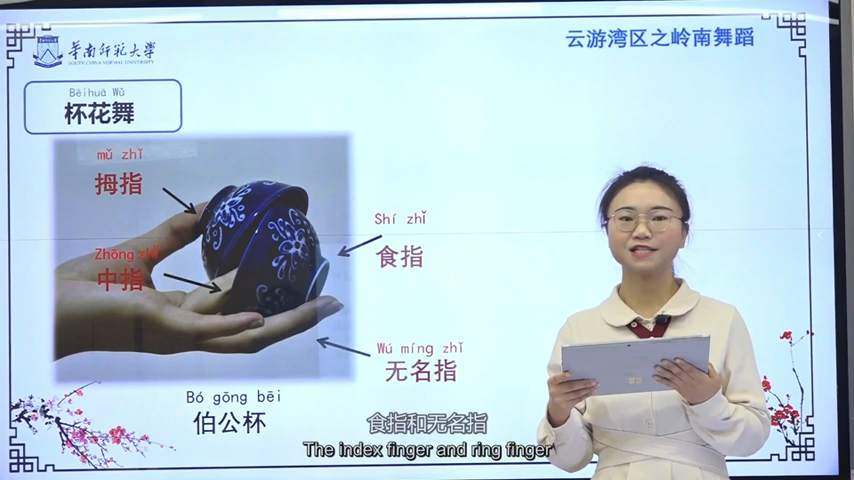 華南师范大学
SOUTH CHINA NORMAL UNIVERSITY
云游湾区之岭南舞蹈
Bēihuā Wǔ
杯花舞
mǔ zhǐ
拇指
Shí zhǐ
食指
Zhōng zhǐ
中指
Wú míng zhǐ
无名指
Bó gōng bēi
伯公杯
食指和无名指
The index finger and ring finger